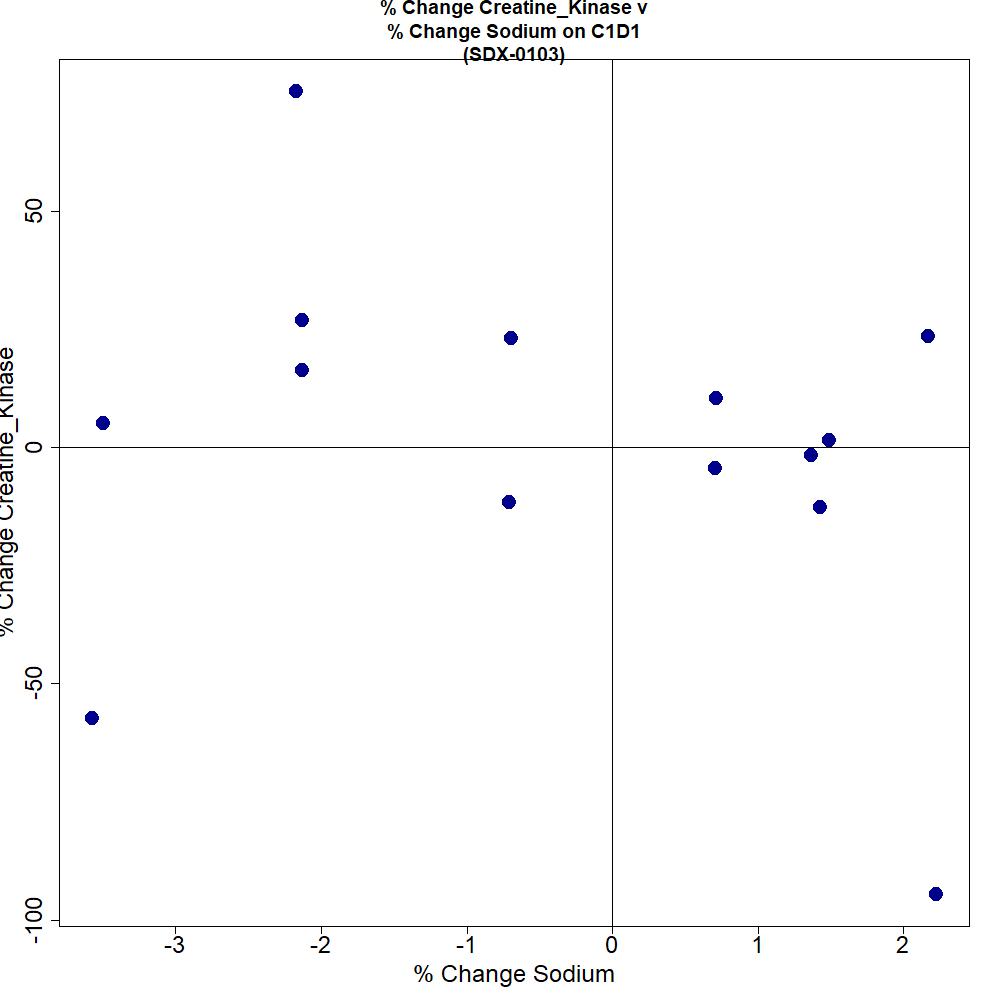 % Change Creatine_Kinase v
% Change Sodium on C1D1
(SDX-0103)
% Change Creatine_Kinase
50
0
-50
-100
-3
-2
-1
0
1
2
% Change Sodium